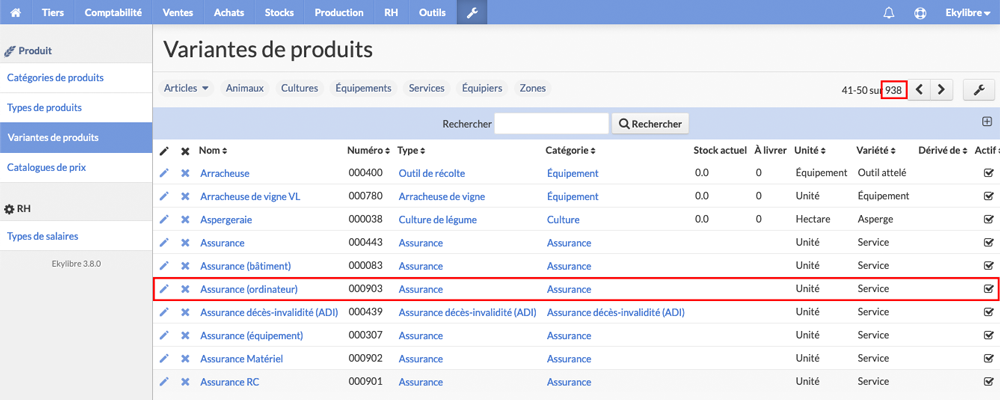 Tiers Comptabilité Ventes Achats Stocks Production RH Outils Ekylibre
Produit
Catégories de produits
Types de produits
Variantes de produits
Catalogues de prix
RH
Types de salaires
Ekylibre 3.8.0
Variantes de produits
Articles Animaux Cultures Équipements Services Équipiers Zones 41-50 sur 938
Rechercher Rechercher
Nom Numéro Type Catégorie Stock actuel À livrer Unité Variété Dérivé de Actif
Arracheuse 000400 Outil de récolte Équipement 0.0 0 Équipement Outil attelé
Arracheuse de vigne VL 000780 Arracheuse de vigne Équipement 0.0 0 Unité Équipement
Aspergeraie 000038 Culture de légume Culture 0.0 0 Hectare Asperge
Assurance 000443 Assurance Assurance Unité Service
Assurance (bâtiment) 000083 Assurance Assurance Unité Service
Assurance (ordinateur) 000903 Assurance Assurance Unité Service
Assurance décès-invalidité (ADI) 000439 Assurance décès-invalidité (ADI) Assurance décès-invalidité (ADI) Unité Service
Assurance (équipement) 000307 Assurance Assurance Unité Service
Assurance Matériel 000902 Assurance Assurance Unité Service
Assurance RC 000901 Assurance Assurance Unité Service